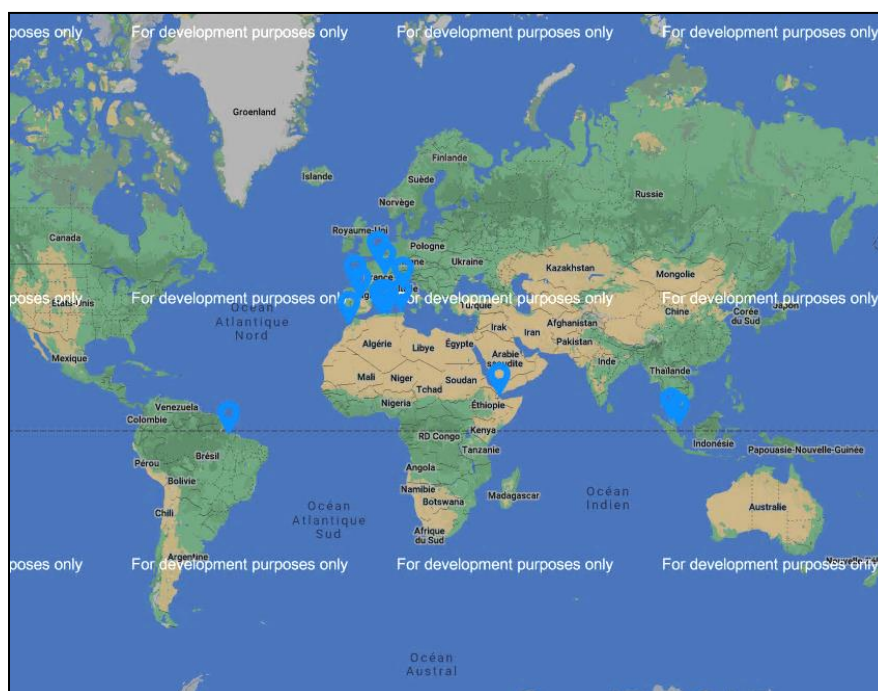 poses only
For development purposes only
For development purposes only
For development purposes only
Groenland
Finlande
Islande
Suède
Russie
Norvège
Royaume-Uni
Canada
Pologne
Ukraine
Kazakhstan
Mongolie
poses only
États-Unis
For development purposes only
For development purposes only
For development purposes only
Océan
Atlantique
Nord
Turquie
Chine
Corée
du Sud
Japon
Irak
Iran
Afghanistan
Pakistan
Algérie
Libye
Égypte
Arabie
saoudite
Mexique
Inde
Mali
Niger
Tchad
Soudan
Thaïlande
Venezuela
Colombie
Nigeria
Éthiopie
RD Congo
Kenya
Tanzanie
Indonésie
Papouasie-Nouvelle-Guinée
Pérou
Brésil
Bolivie
Angola
Namibie
Botswana
Madagascar
Océan
Indien
Australie
Chili
Océan
Atlantique
Sud
Afrique
du Sud
Argentine
poses only
For development purposes only
For development purposes only
For development purposes only
Océan
Austral